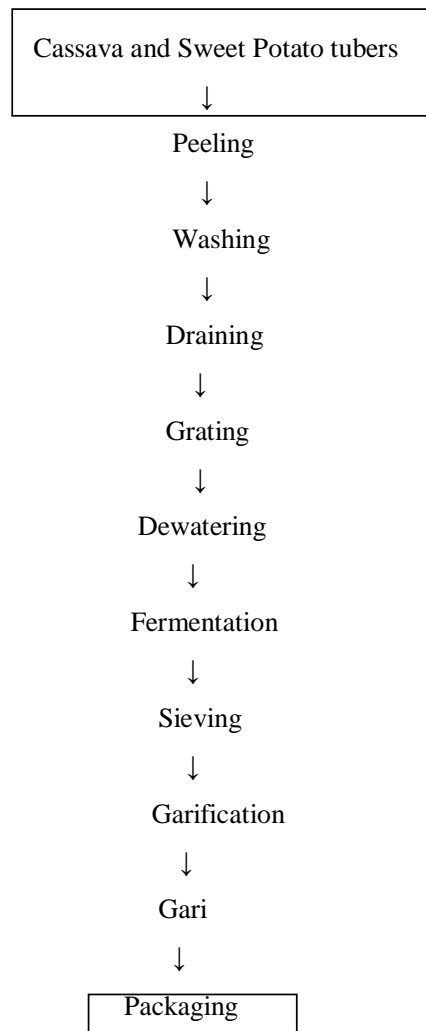 Cassava and Sweet Potato tubers
↓
Peeling
↓
Washing
↓
Draining
↓
Grating
↓
Dewatering
↓
Fermentation
↓
Sieving
↓
Garification
↓
Gari
↓
Packaging